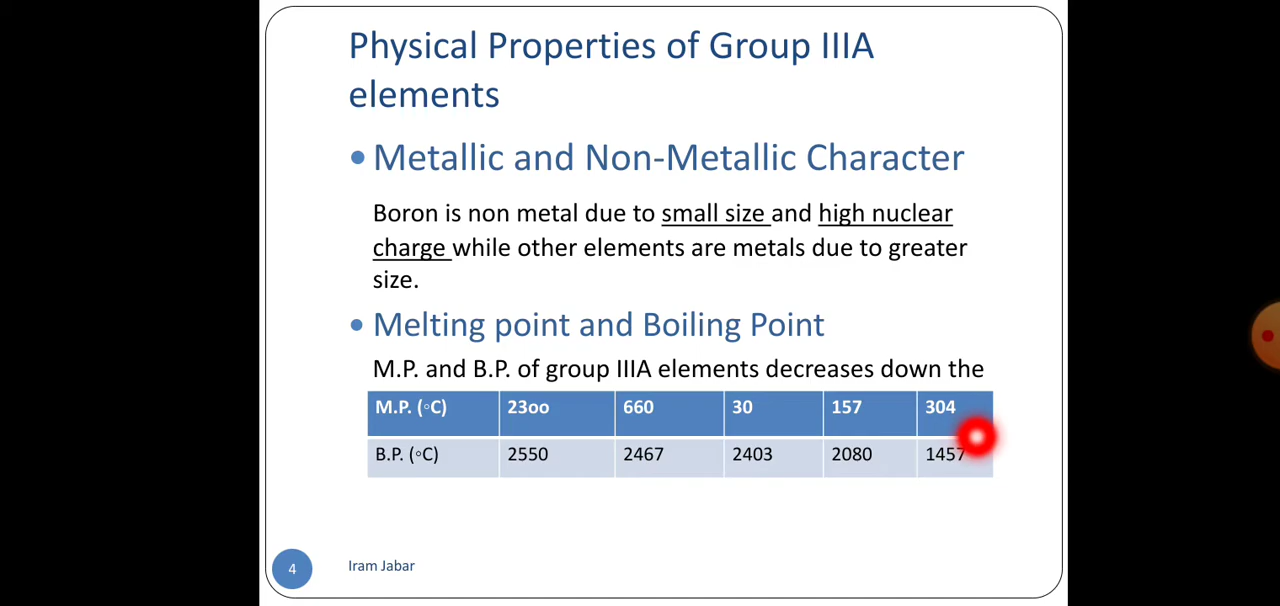 Physical Properties of Group IIIA
elements
• Metallic and Non-Metallic Character
Boron is non metal due to small size and high nuclear
charge while other elements are metals due to greater
size.
• Melting point and Boiling Point
M.P. and B.P. of group IIIA elements decreases down the
M.P. (◦C) 23oo 660 30 157 304
B.P. (◦C) 2550 2467 2403 2080 1457
4 Iram Jabar